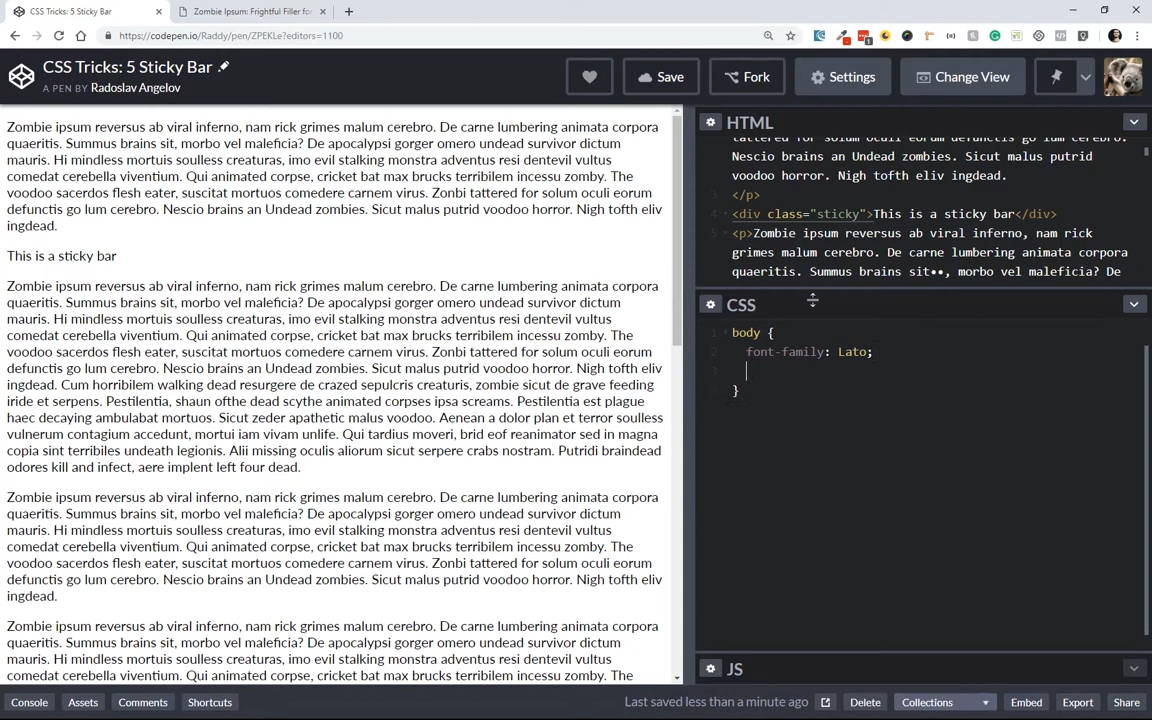 CSS Tricks: 5 Sticky Bar
Zombie Ipsum: Frightful Filler fo
https://codepen.io/Raddy/pen/ZPEKLe?editors=1100
CSS Tricks: 5 Sticky Bar
A PEN BY Radoslav Angelov
Save
Fork
Settings
Change View
Zombie ipsum reversus ab viral inferno, nam rick grimes malum cerebro. De carne lumbering animata corpora
quaeritis. Summus brains sit, morbo vel maleficia? De apocalypsi gorger omero undead survivor dictum
mauris. Hi mindless mortuis soulless creaturas, imo evil stalking monstra adventus resi dentevil vultus
comedat cerebella viventium. Qui animated corpse, cricket bat max brucks terribilem incessu zomby. The
voodoo sacerdos flesh eater, suscitat mortuos comedere carnem virus. Zonbi tattered for solum oculi eorum
defunctis go lum cerebro. Nescio brains an Undead zombies. Sicut malus putrid voodoo horror. Nigh tofth eliv
ingdead.
This is a sticky bar
Zombie ipsum reversus ab viral inferno, nam rick grimes malum cerebro. De carne lumbering animata corpora
quaeritis. Summus brains sit, morbo vel maleficia? De apocalypsi gorger omero undead survivor dictum
mauris. Hi mindless mortuis soulless creaturas, imo evil stalking monstra adventus resi dentevil vultus
comedat cerebella viventium. Qui animated corpse, cricket bat max brucks terribilem incessu zomby. The
voodoo sacerdos flesh eater, suscitat mortuos comedere carnem virus. Zonbi tattered for solum oculi eorum
defunctis go lum cerebro. Nescio brains an Undead zombies. Sicut malus putrid voodoo horror. Nigh tofth eliv
ingdead. Cum horribilem walking dead resurgere de crazed sepulcris creaturis, zombie sicut de grave feeding
iride et serpens. Pestilentia, shaun ofthe dead scythe animated corpses ipsa screams. Pestilentia est plague
haec decaying ambulabat mortuos. Sicut zeder apathetic malus voodoo. Aenean a dolor plan et terror soulless
vulnerum contagium accedunt, mortui iam vivam unlife. Qui tardius moveri, brid eof reanimator sed in magna
copia sint terribiles undeath legionis. Alii missing oculis aliorum sicut serpere crabs nostram. Putridi braindead
odores kill and infect, aere implent left four dead.
Zombie ipsum reversus ab viral inferno, nam rick grimes malum cerebro. De carne lumbering animata corpora
quaeritis. Summus brains sit, morbo vel maleficia? De apocalypsi gorger omero undead survivor dictum
mauris. Hi mindless mortuis soulless creaturas, imo evil stalking monstra adventus resi dentevil vultus
comedat cerebella viventium. Qui animated corpse, cricket bat max brucks terribilem incessu zomby. The
voodoo sacerdos flesh eater, suscitat mortuos comedere carnem virus. Zonbi tattered for solum oculi eorum
defunctis go lum cerebro. Nescio brains an Undead zombies. Sicut malus putrid voodoo horror. Nigh tofth eliv
ingdead.
Zombie ipsum reversus ab viral inferno, nam rick grimes malum cerebro. De carne lumbering animata corpora
quaeritis. Summus brains sit, morbo vel maleficia? De apocalypsi gorger omero undead survivor dictum
mauris. Hi mindless mortuis soulless creaturas, imo evil stalking monstra adventus resi dentevil vultus
comedat cerebella viventium. Qui animated corpse, cricket bat max brucks terribilem incessu zomby. The
HTML
tattered for solum oculi eorum defunctis go lum cerebro.
Nescio brains an Undead zombies. Sicut malus putrid
voodoo horror. Nigh tofth eliv ingdead.
3 </p>
4 <div class="sticky">This is a sticky bar</div>
5 <p>Zombie ipsum reversus ab viral inferno, nam rick
grimes malum cerebro. De carne lumbering animata corpora
quaeritis. Summus brains sit••, morbo vel maleficia? De
CSS
1 body {
2 font-family: Lato;
3
4 }
JS
Console
Assets
Comments
Shortcuts
Last saved less than a minute ago
Delete
Collections
Embed
Export
Share